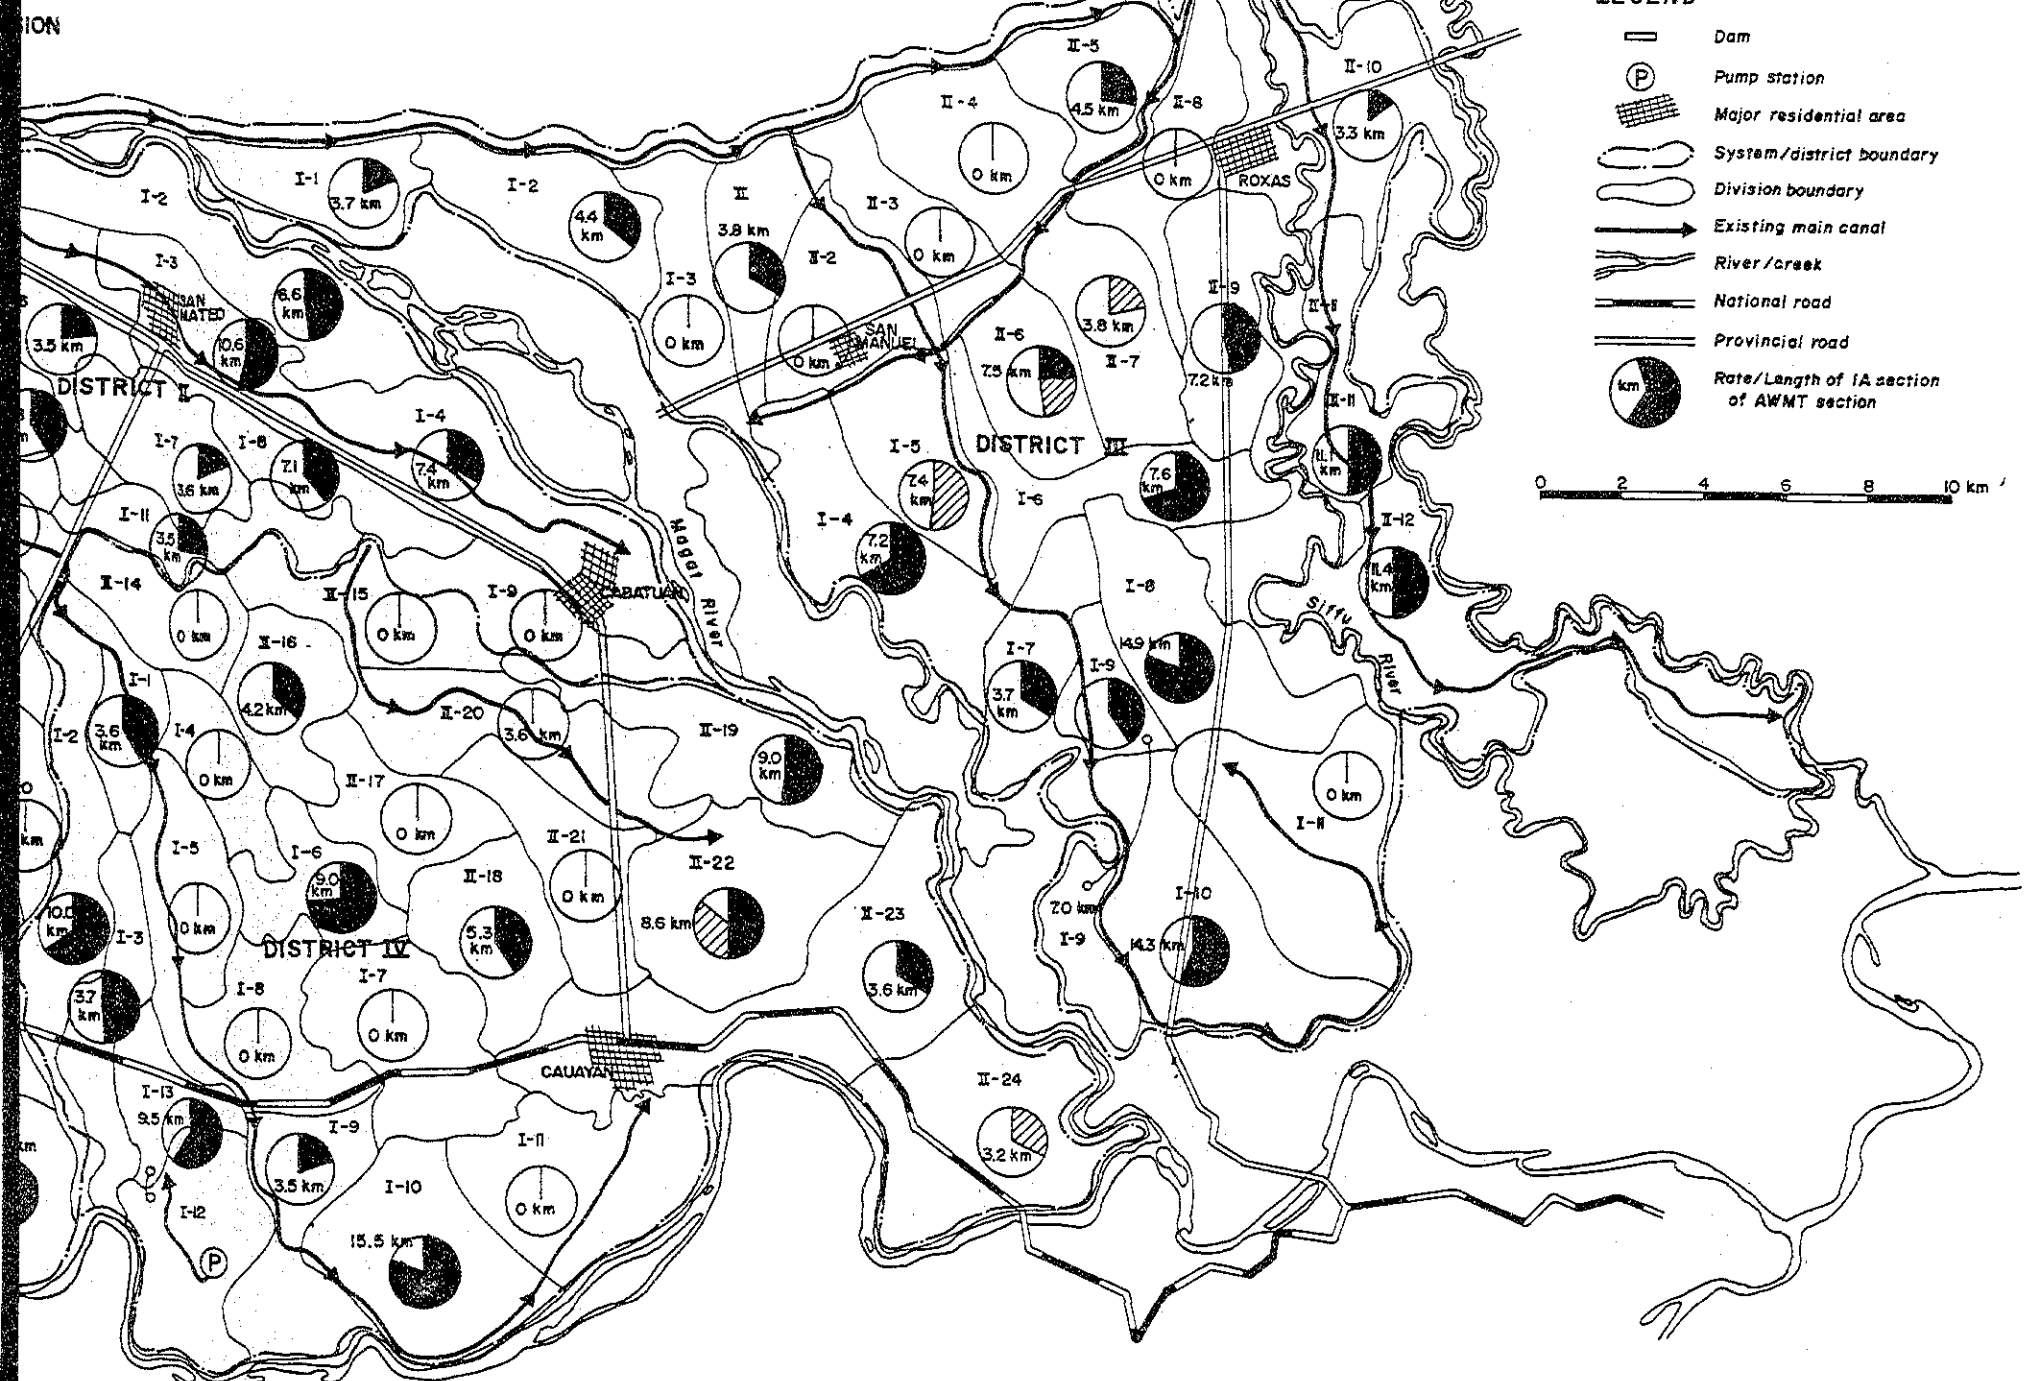 LEGEND
Dam
P
Pump station
Major residential area
System/district boundary
Division boundary
Existing main canal
River/creek
National road
Provincial road
km
Rate/Length of IA section
of AWMT section
0 2 4 6 8 10 km
II-5
4.5 km
II-10
3.3 km
II-4
0 km
II-8
0 km
ROXAS
I-1
3.7 km
I-2
I-2
4.4
km
II
3.8 km
II-3
0 km
II-2
0 km
I-3
0 km
SAN
MANUEL
I-3
SAN
MATEO
6.6
km
10.6
km
3.5 km
DISTRICT II
3.8 km
II-7
II-6
7.5 km
II-9
7.2 km
I-4
7.4
km
I-7
3.6 km
I-8
7.1
km
I-5
7.4
km
DISTRICT III
7.6
km
11.1
km
I-6
I-11
3.5
km
I-4
7.2
km
II-12
11.4
km
Magat River
II-14
0 km
II-15
0 km
I-9
0 km
CABATUAN
I-8
14.9 km
Siffu River
II-16
4.2 km
I-7
3.7
km
I-9
I-1
3.6
km
I-2
I-4
0 km
II-20
3.6 km
II-19
9.0
km
II-17
0 km
0 km
I-11
I-5
0 km
I-6
9.0
km
II-21
0 km
II-22
8.6 km
II-18
5.3
km
II-23
3.6 km
7.0 km
I-9
I-10
14.3 km
10.0
km
I-3
DISTRICT IV
3.7
km
I-8
0 km
I-7
0 km
CAUAYAN
II-24
3.2 km
I-13
9.5 km
I-9
3.5 km
I-11
0 km
I-10
15.5 km
I-12
P